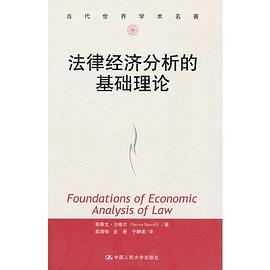 当代世界学术名著
法律经济分析的
基础理论
Foundations of Economic
Analysis of Law
斯蒂文·沙维尔（Steven Shavell）/著
赵海怡 史册 宁静波/译
中国人民大学出版社